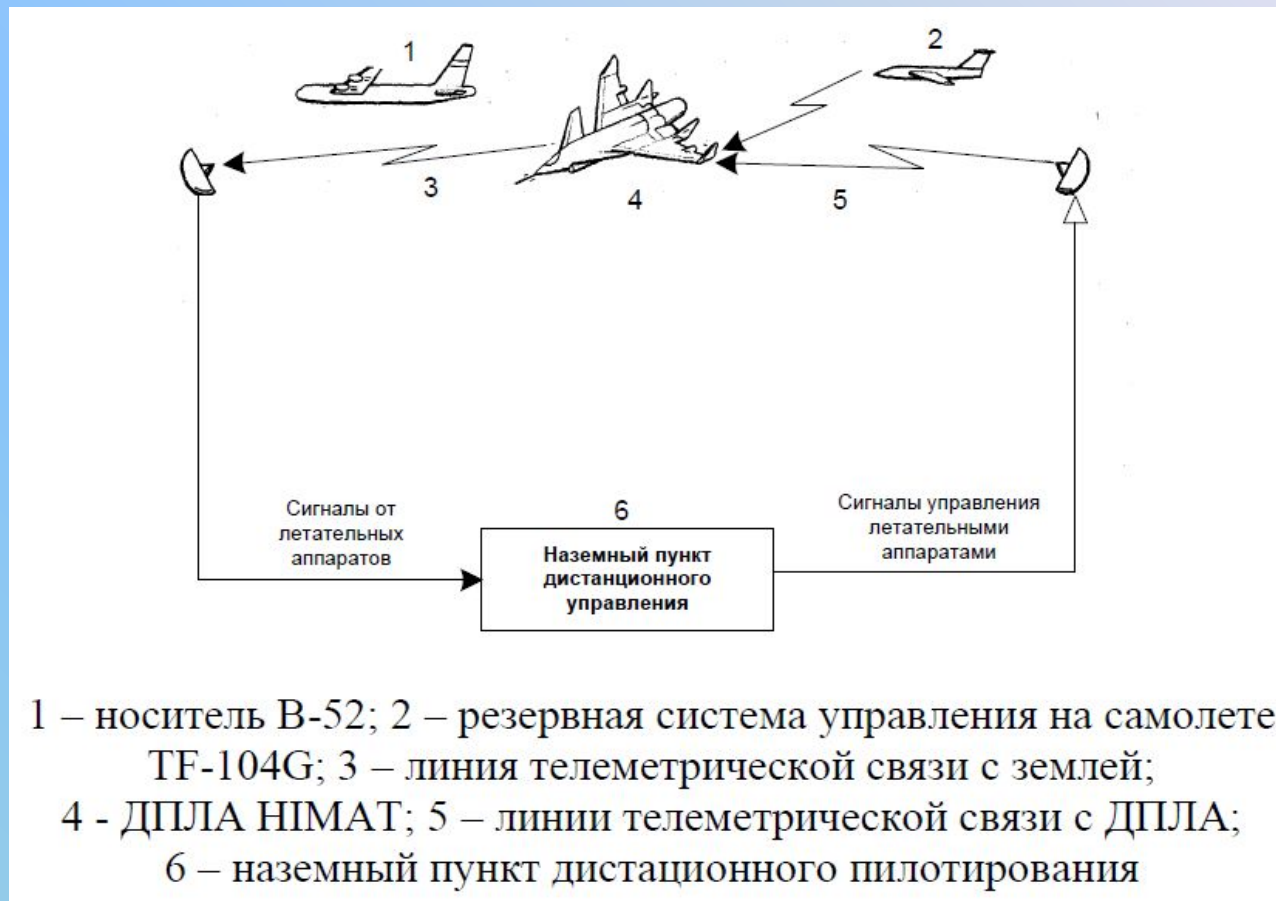 1
2
3
4
5
Сигналы от
летательных
аппаратов
6
Наземный пункт
дистанционного
управления
Сигналы управления
летательными
аппаратами
1 – носитель В-52; 2 – резервная система управления на самолете
TF-104G; 3 – линия телеметрической связи с землей;
4 - ДПЛА HIMAT; 5 – линии телеметрической связи с ДПЛА;
6 – наземный пункт дистационного пилотирования